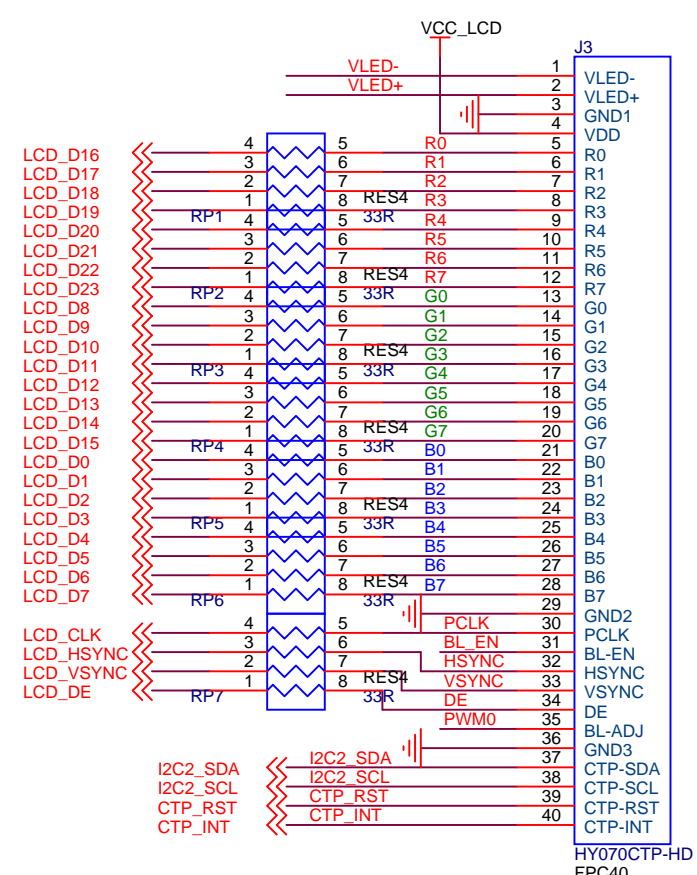 VCC_LCD
J3
VLED- 1 VLED-
VLED+ 2 VLED+
3 GND1
4 VDD
LCD_D16 4 5 R0 5 R0
LCD_D17 3 6 R1 6 R1
LCD_D18 2 7 R2 7 R2
LCD_D19 RP1 1 8 RES4 33R R3 8 R3
LCD_D20 4 5 R4 9 R4
LCD_D21 3 6 R5 10 R5
LCD_D22 2 7 R6 11 R6
LCD_D23 RP2 1 8 RES4 33R R7 12 R7
LCD_D8 4 5 G0 13 G0
LCD_D9 3 6 G1 14 G1
LCD_D10 2 7 G2 15 G2
LCD_D11 RP3 1 8 RES4 33R G3 16 G3
LCD_D12 4 5 G4 17 G4
LCD_D13 3 6 G5 18 G5
LCD_D14 2 7 G6 19 G6
LCD_D15 RP4 1 8 RES4 33R G7 20 G7
LCD_D0 4 5 B0 21 B0
LCD_D1 3 6 B1 22 B1
LCD_D2 2 7 B2 23 B2
LCD_D3 RP5 1 8 RES4 33R B3 24 B3
LCD_D4 4 5 B4 25 B4
LCD_D5 3 6 B5 26 B5
LCD_D6 2 7 B6 27 B6
LCD_D7 RP6 1 8 RES4 33R B7 28 B7
29 GND2
LCD_CLK 4 5 PCLK 30 PCLK
LCD_HSYNC 3 6 BL_EN 31 BL-EN
LCD_VSYNC 2 7 HSYNC 32 HSYNC
LCD_DE RP7 1 8 RES4 33R VSYNC 33 VSYNC
DE 34 DE
PWM0 35 BL-ADJ
36 GND3
I2C2_SDA I2C2_SDA 37 CTP-SDA
I2C2_SCL I2C2_SCL 38 CTP-SCL
CTP_RST CTP_RST 39 CTP-RST
CTP_INT CTP_INT 40 CTP-INT
HY070CTP-HD
FPC40